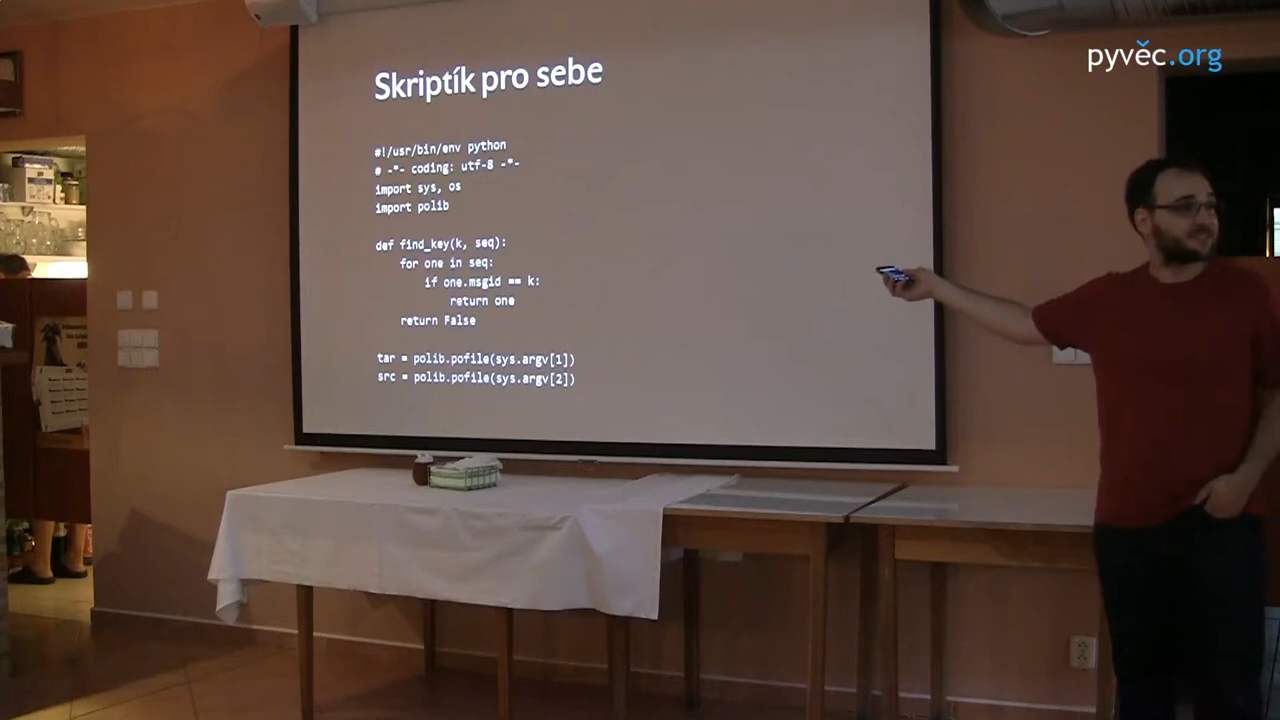 pyvěc.org
Skriptík pro sebe
#!/usr/bin/env python
# -*- coding: utf-8 -*-
import sys, os
import polib
def find_key(k, seq):
for one in seq:
if one.msgid == k:
return one
return False
tar = polib.pofile(sys.argv[1])
src = polib.pofile(sys.argv[2])